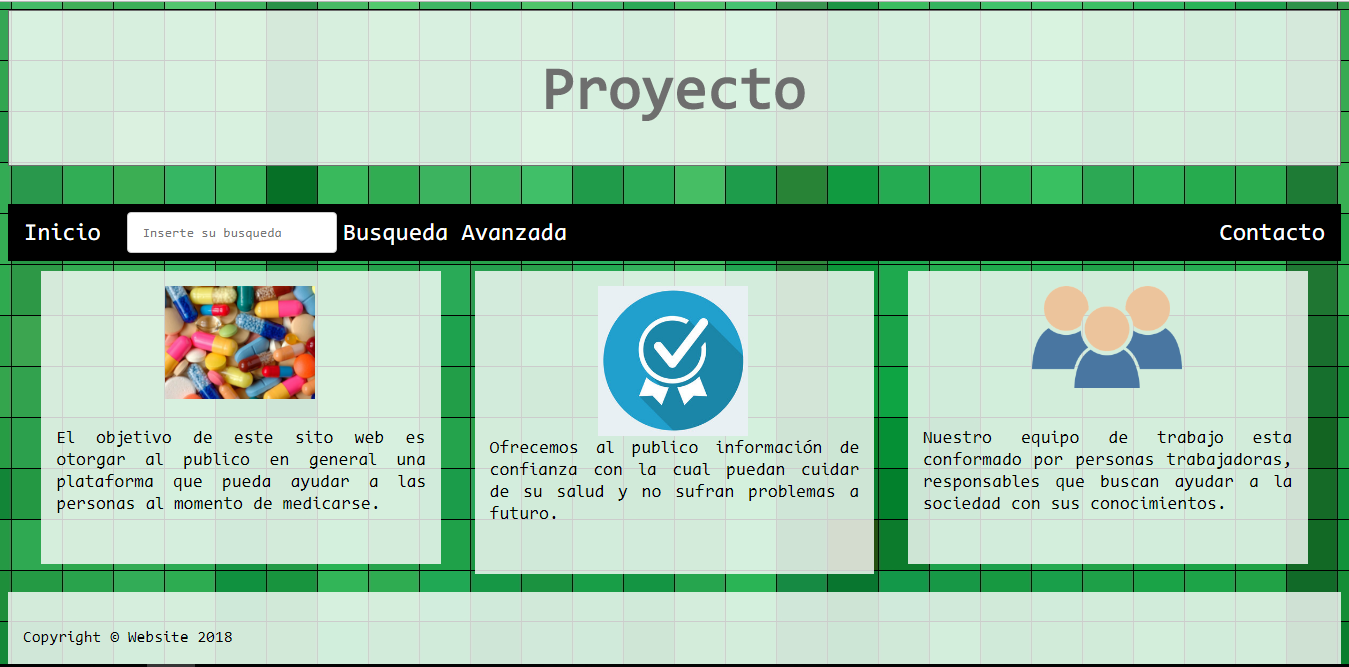 Proyecto
Inicio
Inserte su busqueda
Busqueda Avanzada
Contacto
El objetivo de este sito web es
otorgar al publico en general una
plataforma que pueda ayudar a las
personas al momento de medicarse.
Ofrecemos al publico información de
confianza con la cual puedan cuidar
de su salud y no sufran problemas a
futuro.
Nuestro equipo de trabajo esta
conformado por personas trabajadoras,
responsables que buscan ayudar a la
sociedad con sus conocimientos.
Copyright © Website 2018